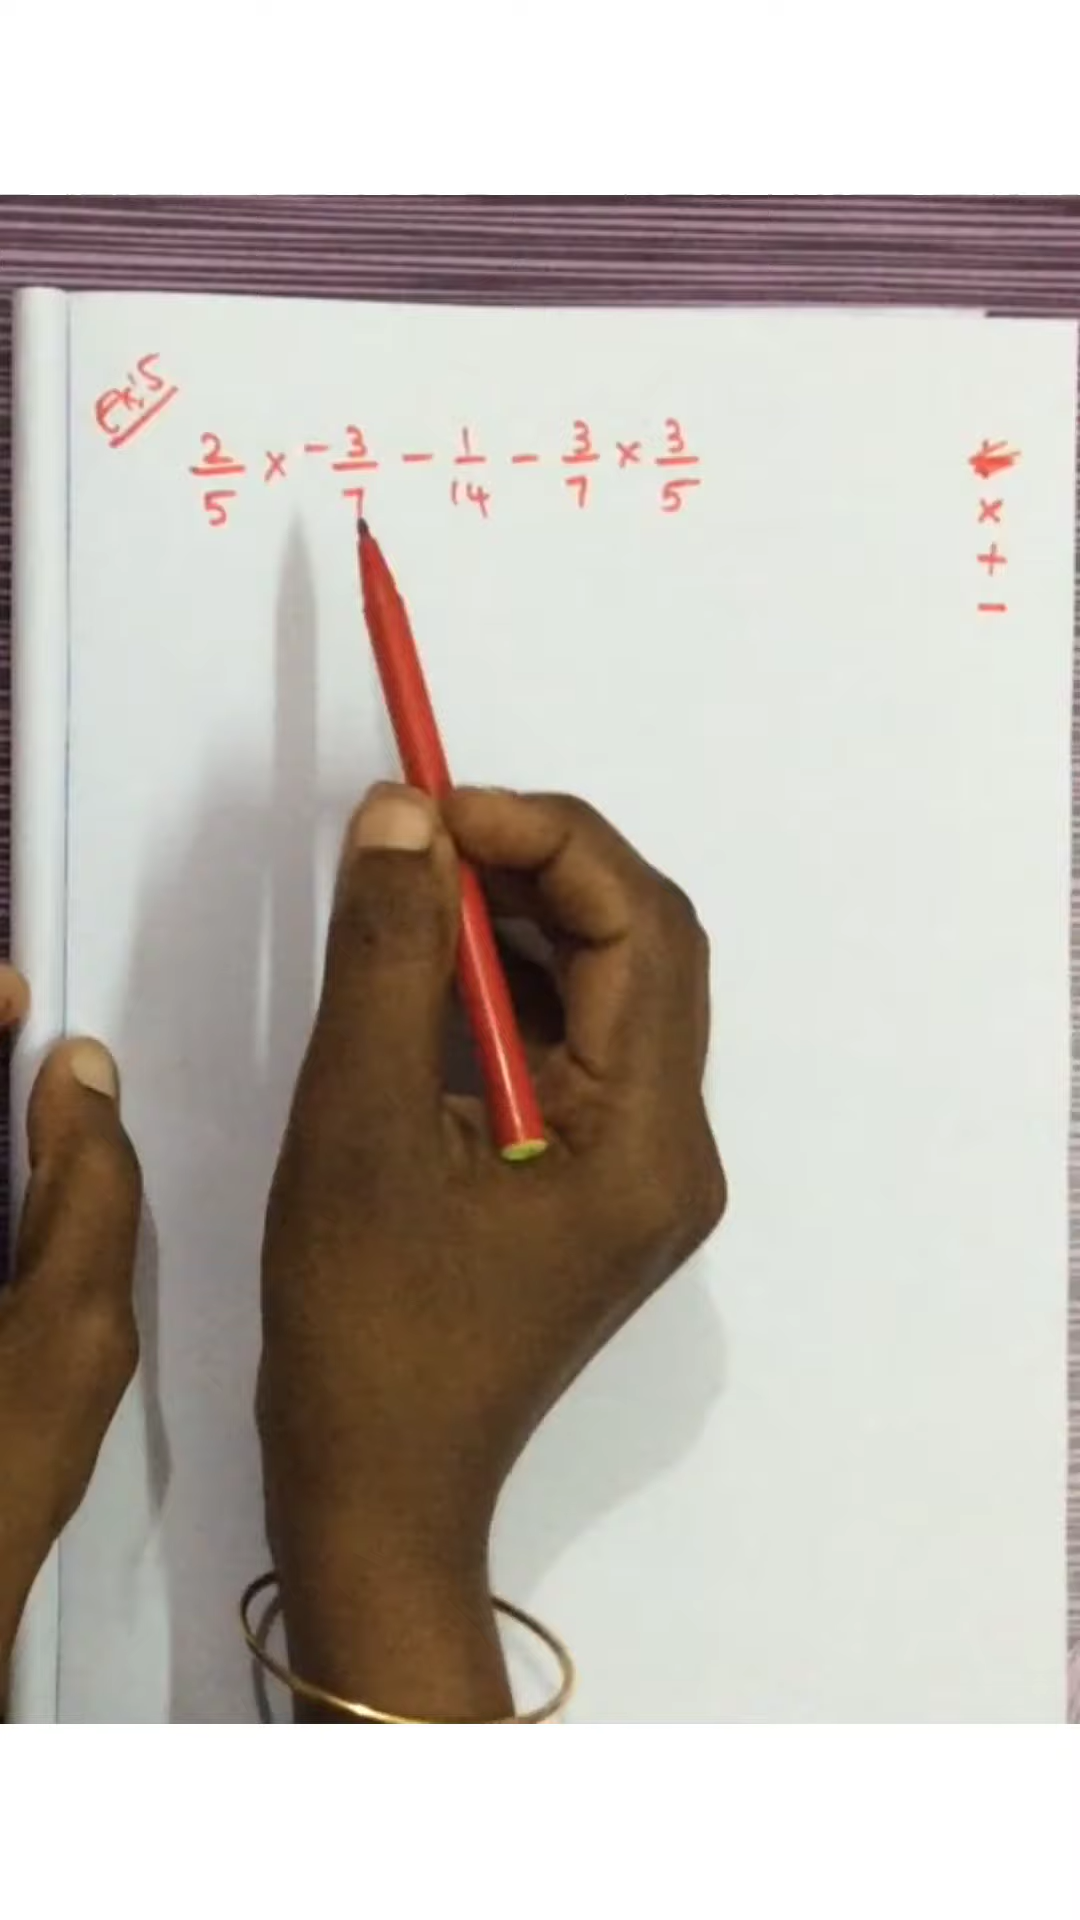 Ex:5
2/5 × -3/7 - 1/14 - 3/7 × 3/5
×
+
-